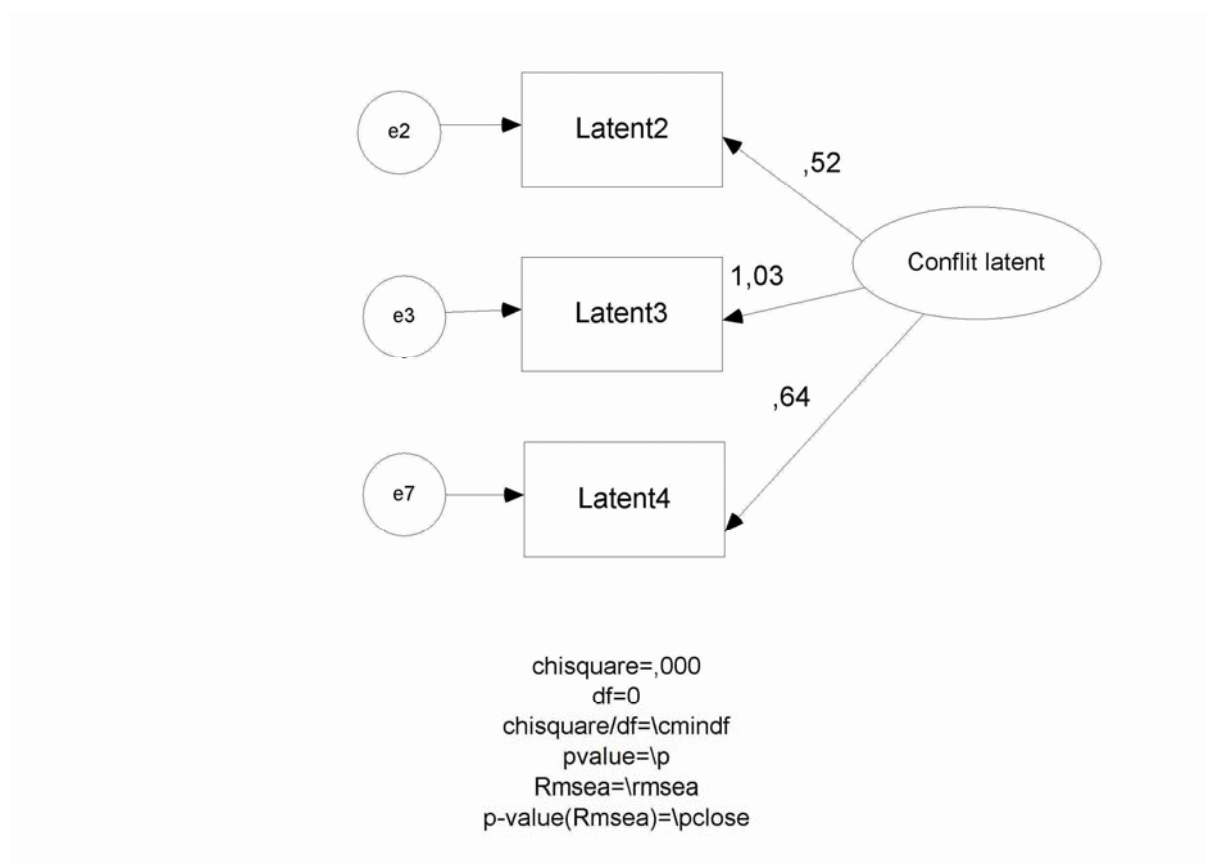 e2
Latent2
,52
Conflit latent
1,03
e3
Latent3
,64
e7
Latent4
chisquare=,000
df=0
chisquare/df=\cmindf
pvalue=\p
Rmsea=\rmsea
p-value(Rmsea)=\pclose